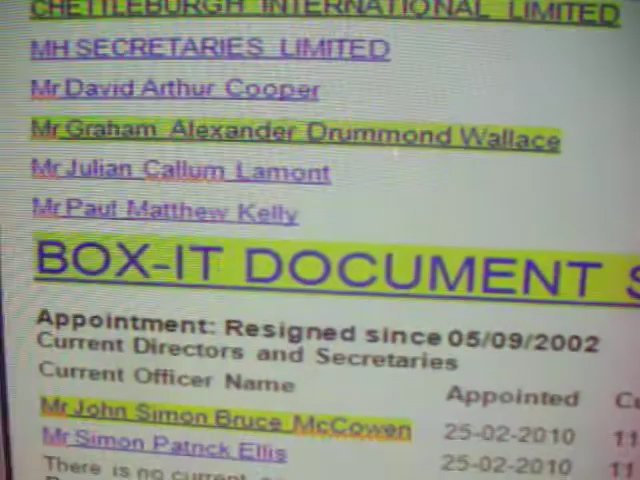 CHETTLEBURGH INTERNATIONAL LIMITED
MH SECRETARIES LIMITED
Mr David Arthur Cooper
Mr Graham Alexander Drummond Wallace
Mr Julian Callum Lamont
Mr Paul Matthew Kelly
BOX-IT DOCUMENT S
Appointment: Resigned since 05/09/2002
Current Directors and Secretaries
Current Officer Name Appointed Cu
Mr John Simon Bruce McCowen 25-02-2010 11
Mr Simon Patrick Ellis 25-02-2010 11
There is no current